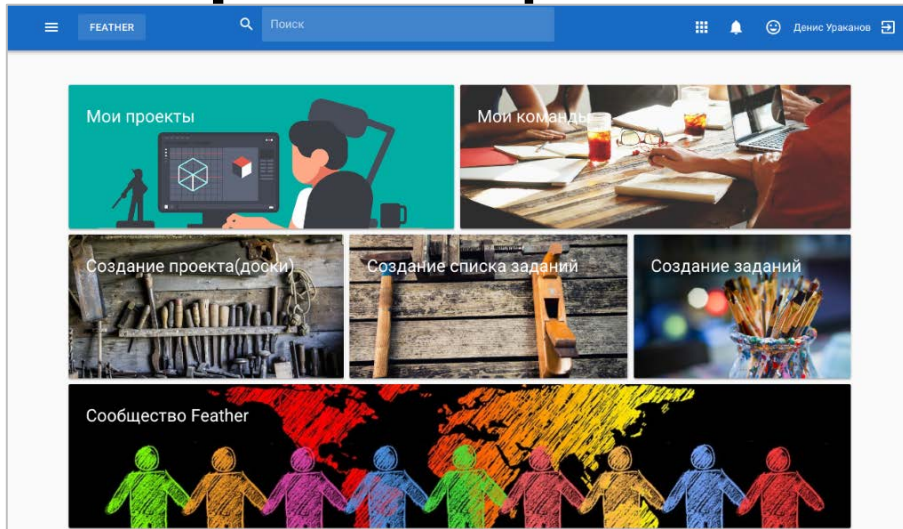 FEATHER
Поиск
Денис Ураканов
Мои проекты
Мои команды
Создание проекта(доски)
Создание списка заданий
Создание заданий
Сообщество Feather